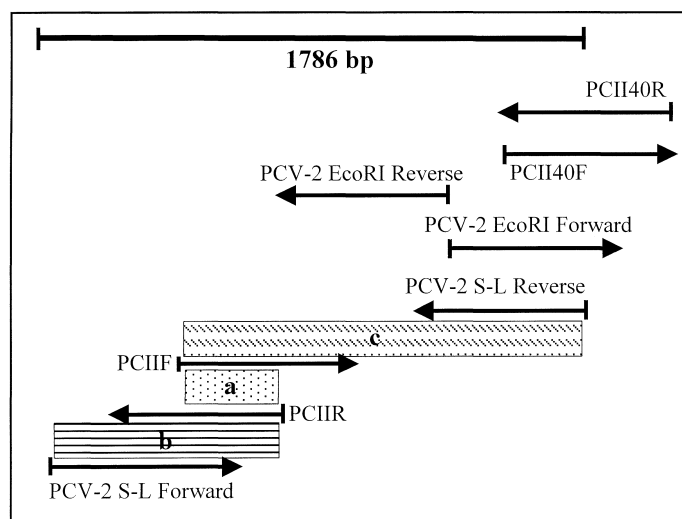 1786 bp
PCII40R
PCII40F
PCV-2 EcoRI Reverse
PCV-2 EcoRI Forward
PCV-2 S-L Reverse
c
PCIIF
a
PCIIR
b
PCV-2 S-L Forward